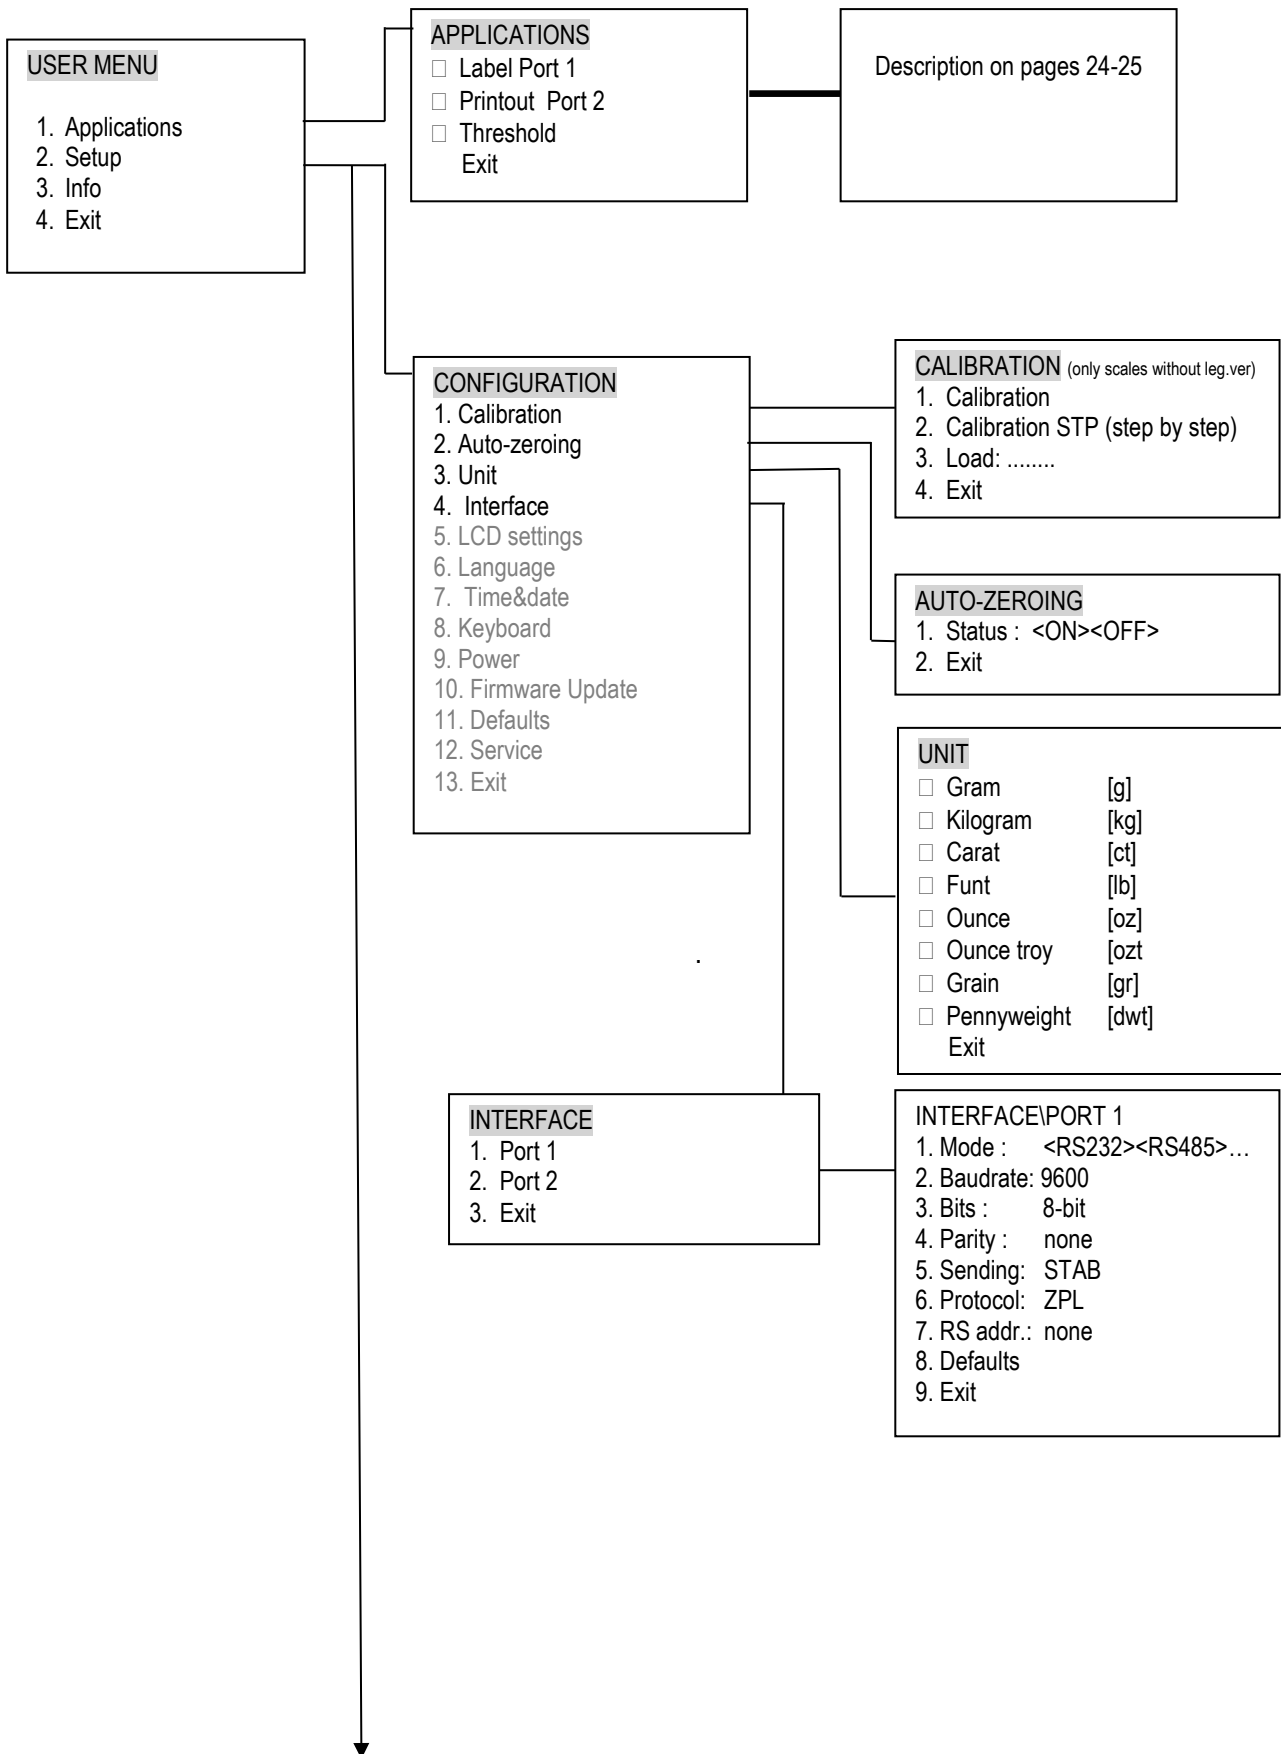 USER MENU
1. Applications
2. Setup
3. Info
4. Exit
APPLICATIONS
□ Label Port 1
□ Printout Port 2
□ Threshold
Exit
Description on pages 24-25
CONFIGURATION
1. Calibration
2. Auto-zeroing
3. Unit
4. Interface
5. LCD settings
6. Language
7. Time&date
8. Keyboard
9. Power
10. Firmware Update
11. Defaults
12. Service
13. Exit
CALIBRATION (only scales without leg.ver)
1. Calibration
2. Calibration STP (step by step)
3. Load: ........
4. Exit
AUTO-ZEROING
1. Status : <ON><OFF>
2. Exit
UNIT
□ Gram [g]
□ Kilogram [kg]
□ Carat [ct]
□ Funt [lb]
□ Ounce [oz]
□ Ounce troy [ozt
□ Grain [gr]
□ Pennyweight [dwt]
Exit
.
INTERFACE
1. Port 1
2. Port 2
3. Exit
INTERFACE\PORT 1
1. Mode : <RS232><RS485>…
2. Baudrate: 9600
3. Bits : 8-bit
4. Parity : none
5. Sending: STAB
6. Protocol: ZPL
7. RS addr.: none
8. Defaults
9. Exit